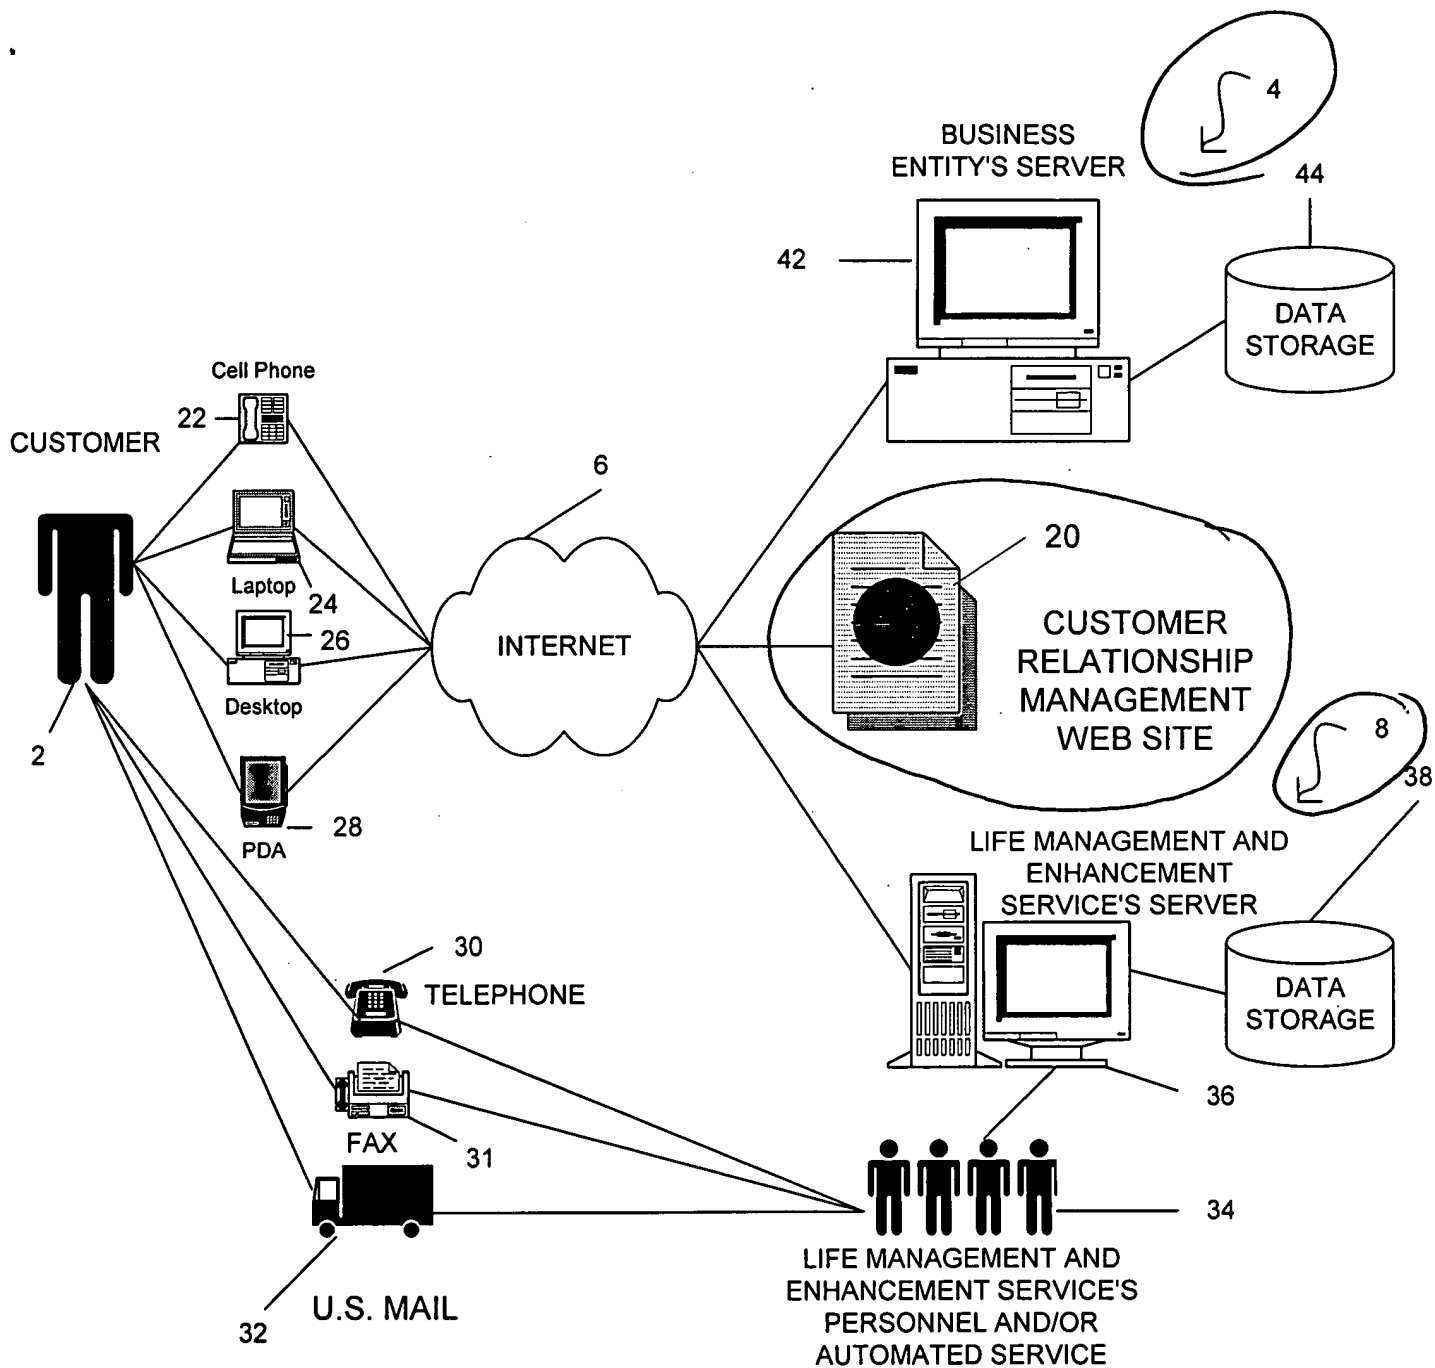 4
BUSINESS
ENTITY'S SERVER
44
42
DATA
STORAGE
Cell Phone
22
CUSTOMER
6
Laptop
24
26
Desktop
INTERNET
20
CUSTOMER
RELATIONSHIP
MANAGEMENT
WEB SITE
2
28
PDA
8
38
LIFE MANAGEMENT AND
ENHANCEMENT
SERVICE'S SERVER
30
TELEPHONE
DATA
STORAGE
36
FAX
31
34
LIFE MANAGEMENT AND
ENHANCEMENT SERVICE'S
PERSONNEL AND/OR
AUTOMATED SERVICE
U.S. MAIL
32